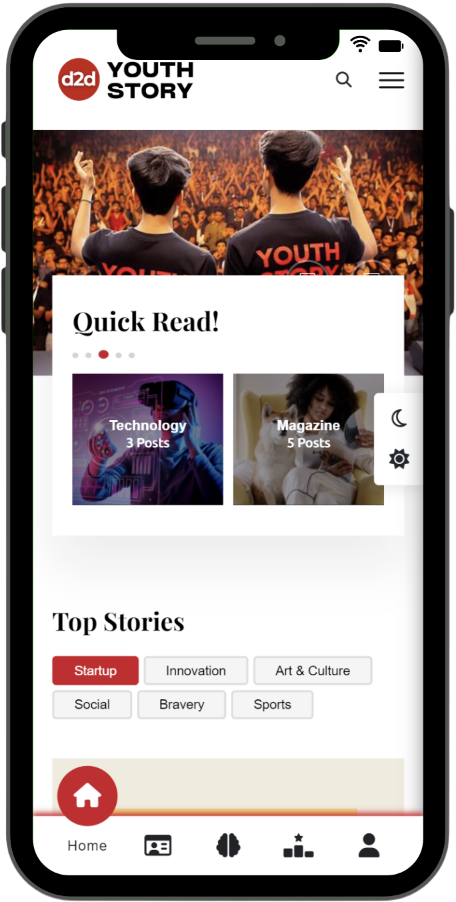 d2d YOUTH
STORY
YOUTH YOUTH
STORY
Quick Read!
Technology
3 Posts
Magazine
5 Posts
Top Stories
Startup Innovation Art & Culture
Social Bravery Sports
Home